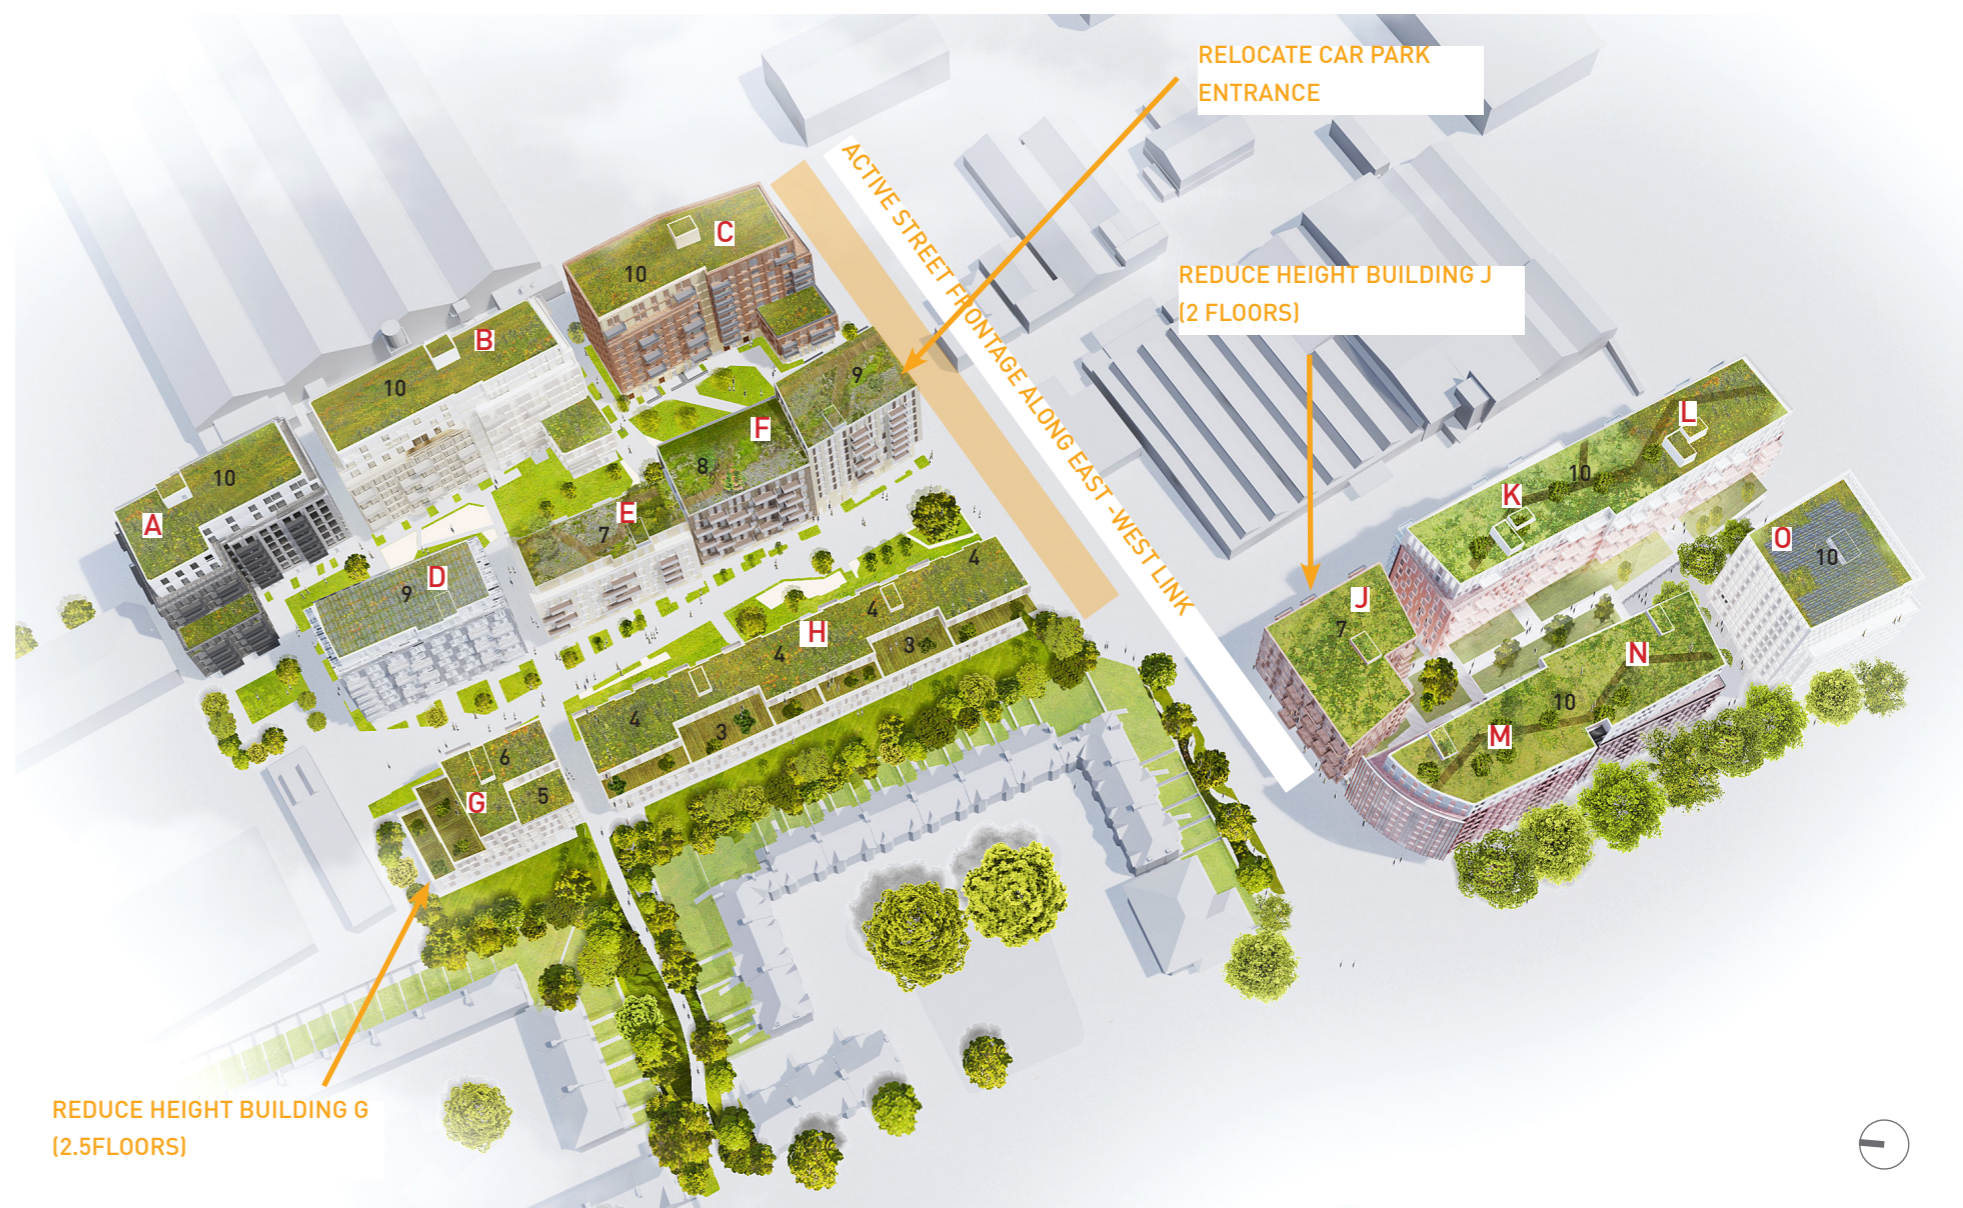 RELOCATE CAR PARK
ENTRANCE
ACTIVE STREET FRONTAGE ALONG EAST -WEST LINK
C
10
REDUCE HEIGHT BUILDING J
(2 FLOORS)
B
10
9
F
8
L
10
K
A
10
E
7
O
10
D
9
4
4
H
3
4
4
3
J
7
N
10
M
6
G
5
REDUCE HEIGHT BUILDING G
(2.5FLOORS)